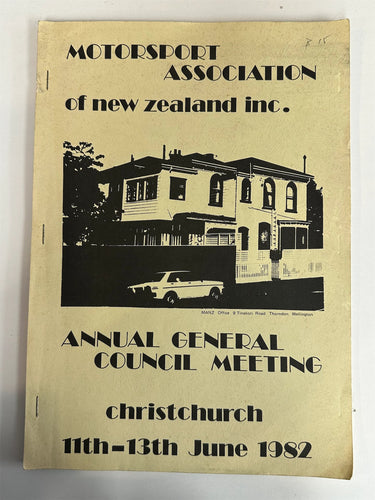 MOTORSPORT
ASSOCIATION
of new zealand inc.
MANZ Office 9 Tinakori Road Thorndon, Wellington
ANNUAL GENERAL
COUNCIL MEETING
christchurch
11th-13th June 1982